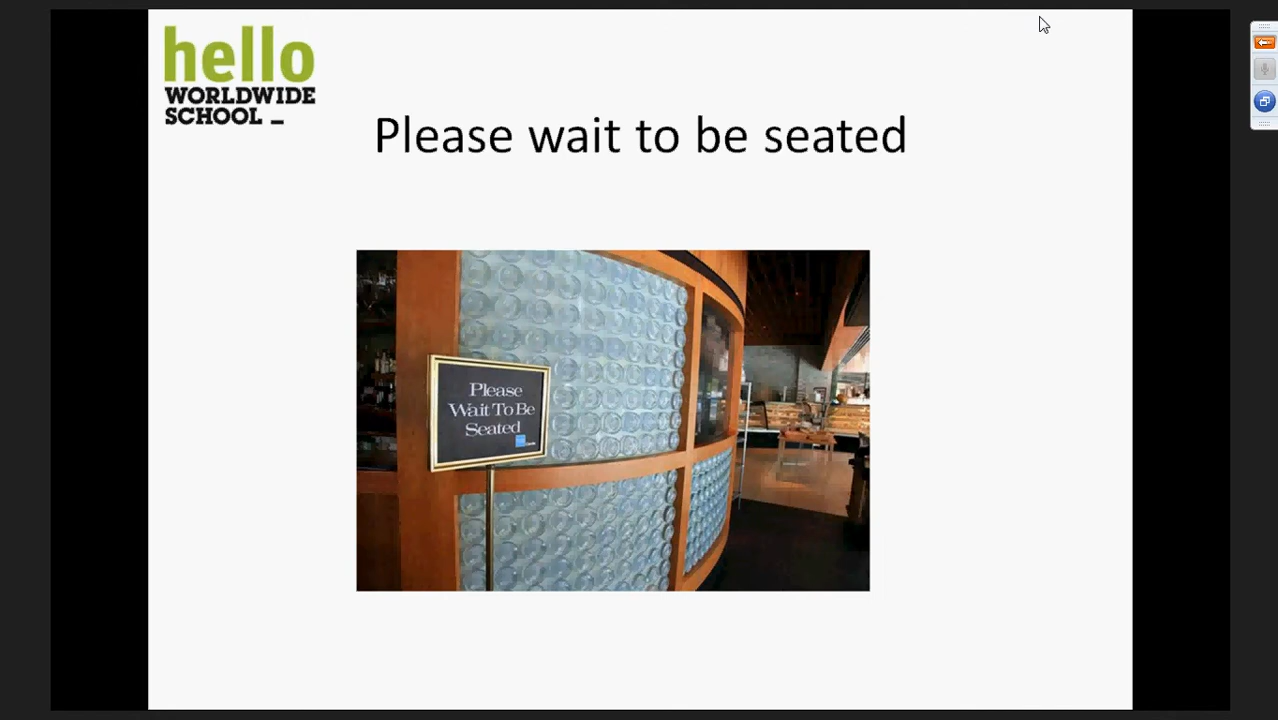 hello
WORLDWIDE
SCHOOL _
Please wait to be seated
Please
Wait To Be
Seated